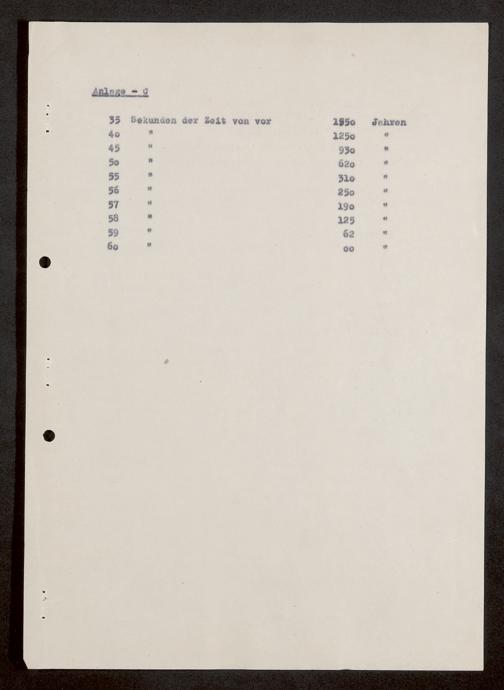 Anlage - C
35 Sekunden der Zeit von vor 1550 Jahren
4o " 125o "
45 " 93o "
5o " 62o "
55 " 31o "
56 " 25o "
57 " 19o "
58 " 125 "
59 " 62 "
6o " oo "